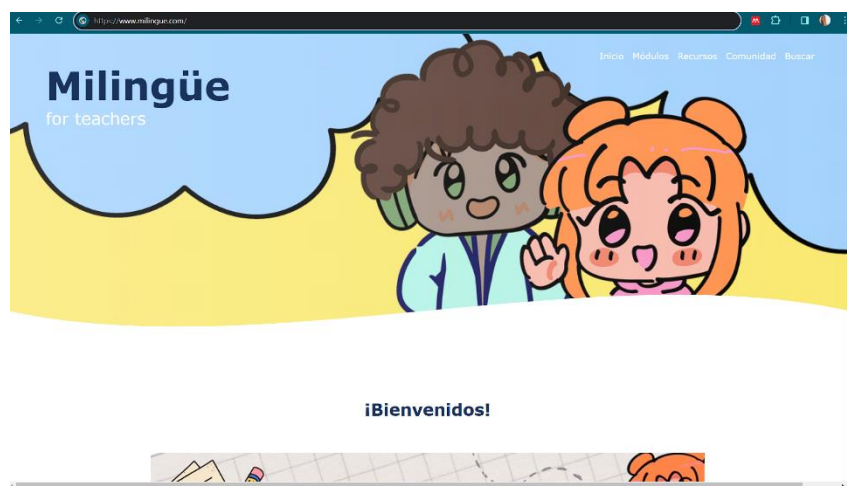 https://www.milingue.com/
Inicio Módulos Recursos Comunidad Buscar
Milingüe
for teachers
¡Bienvenidos!